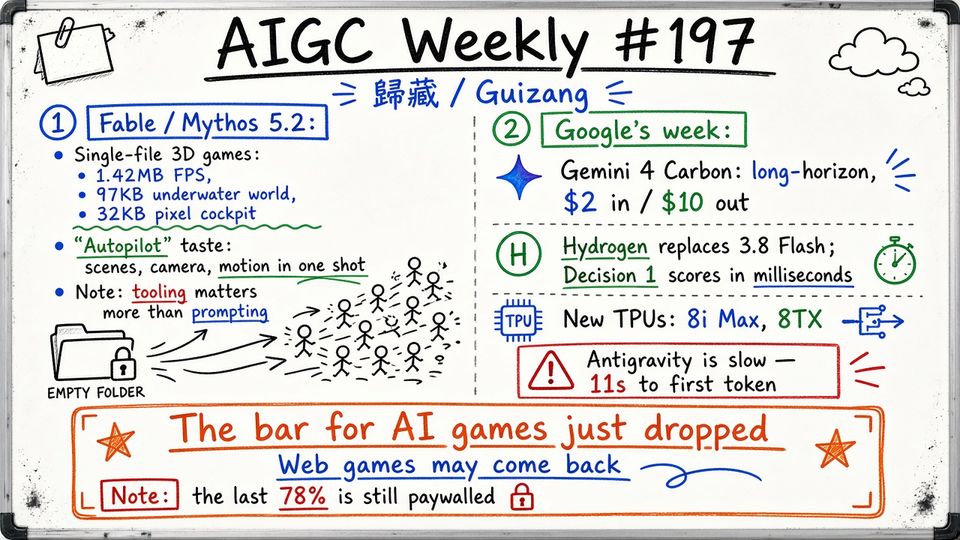 AIGC Weekly #197
歸藏 / Guizang
1 Fable / Mythos 5.2:
Single-file 3D games:
1.42MB FPS,
97KB underwater world,
32KB pixel cockpit
"Autopilot" taste:
scenes, camera, motion in one shot
Note: tooling matters
more than prompting
EMPTY FOLDER
2 Google's week:
Gemini 4 Carbon: long-horizon,
$2 in / $10 out
H
Hydrogen replaces 3.8 Flash;
Decision 1 scores in milliseconds
TPU
New TPUs: 8i Max, 8TX
Antigravity is slow —
11s to first token
The bar for AI games just dropped
Web games may come back
Note: the last 78% is still paywalled